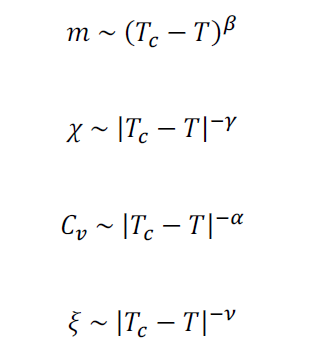 m ~ (T_c − T)^β
χ ~ |T_c − T|^{−γ}
C_v ~ |T_c − T|^{−α}
ξ ~ |T_c − T|^{−ν}